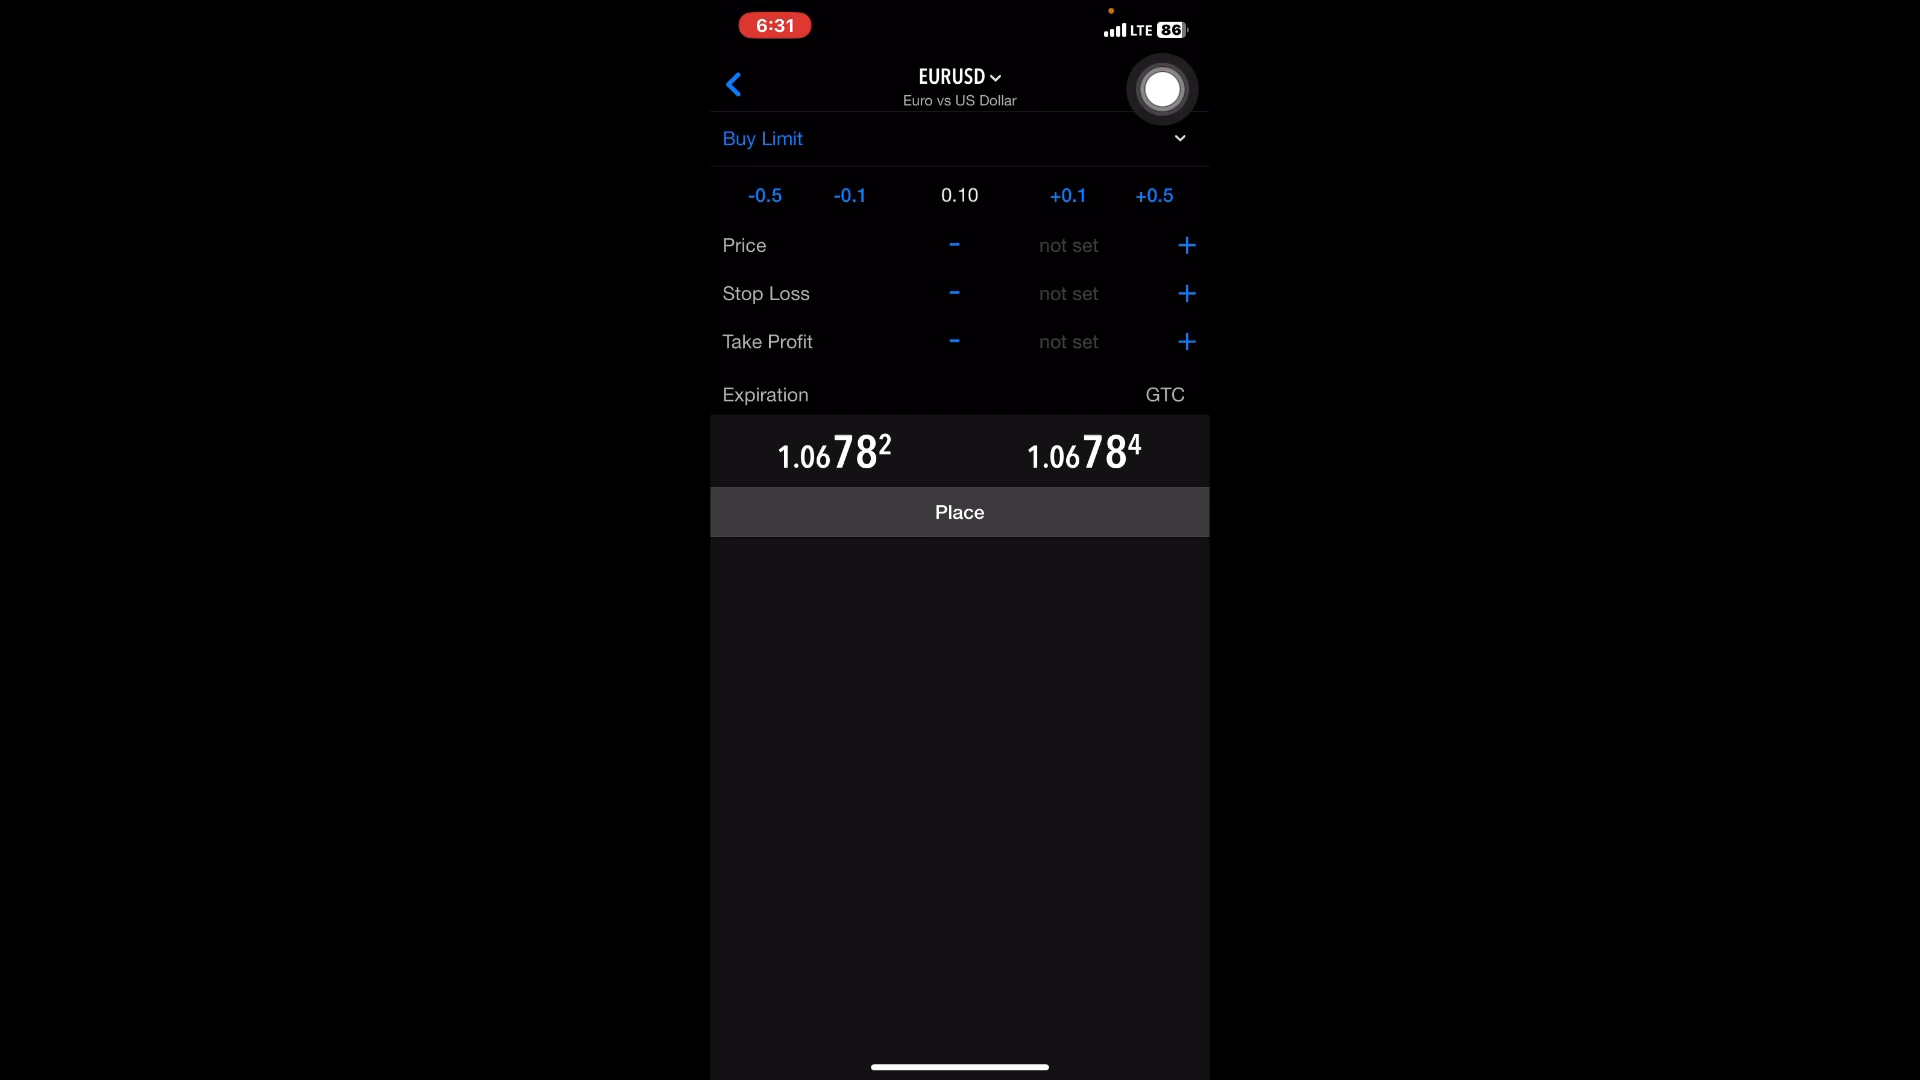 6:31 LTE 86
EURUSD
Euro vs US Dollar
Buy Limit
-0.5 -0.1 0.10 +0.1 +0.5
Price - not set +
Stop Loss - not set +
Take Profit - not set +
Expiration GTC
1.06782 1.06784
Place